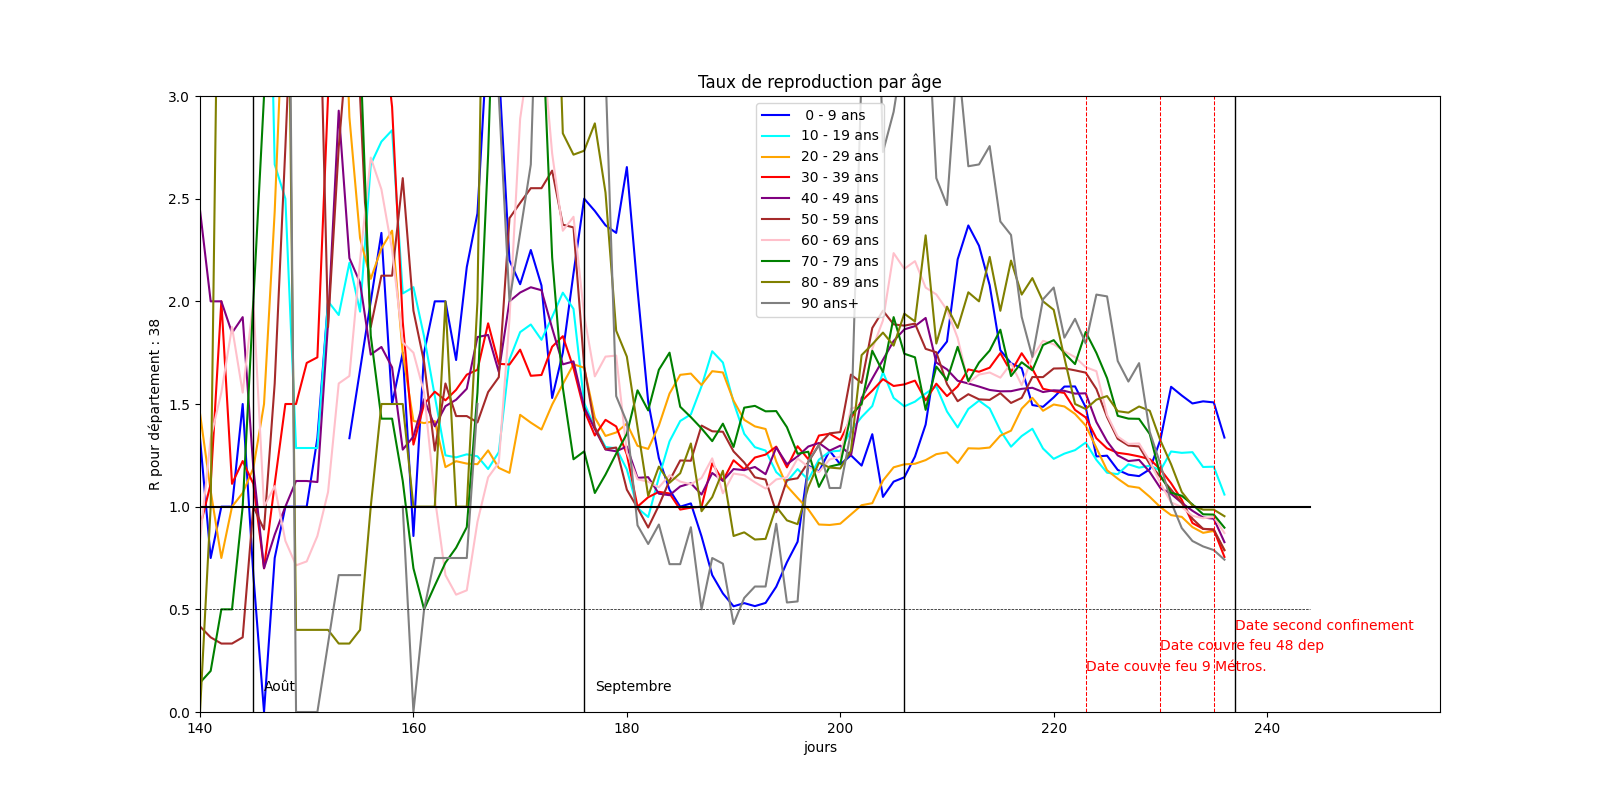 Taux de reproduction par âge
3.0
2.5
2.0
1.5
1.0
0.5
0.0
R pour département : 38
0 - 9 ans
10 - 19 ans
20 - 29 ans
30 - 39 ans
40 - 49 ans
50 - 59 ans
60 - 69 ans
70 - 79 ans
80 - 89 ans
90 ans+
Date second confinement
Date couvre feu 48 dep
Date couvre feu 9 Métros.
Août
Septembre
140
160
180
200
220
240
jours